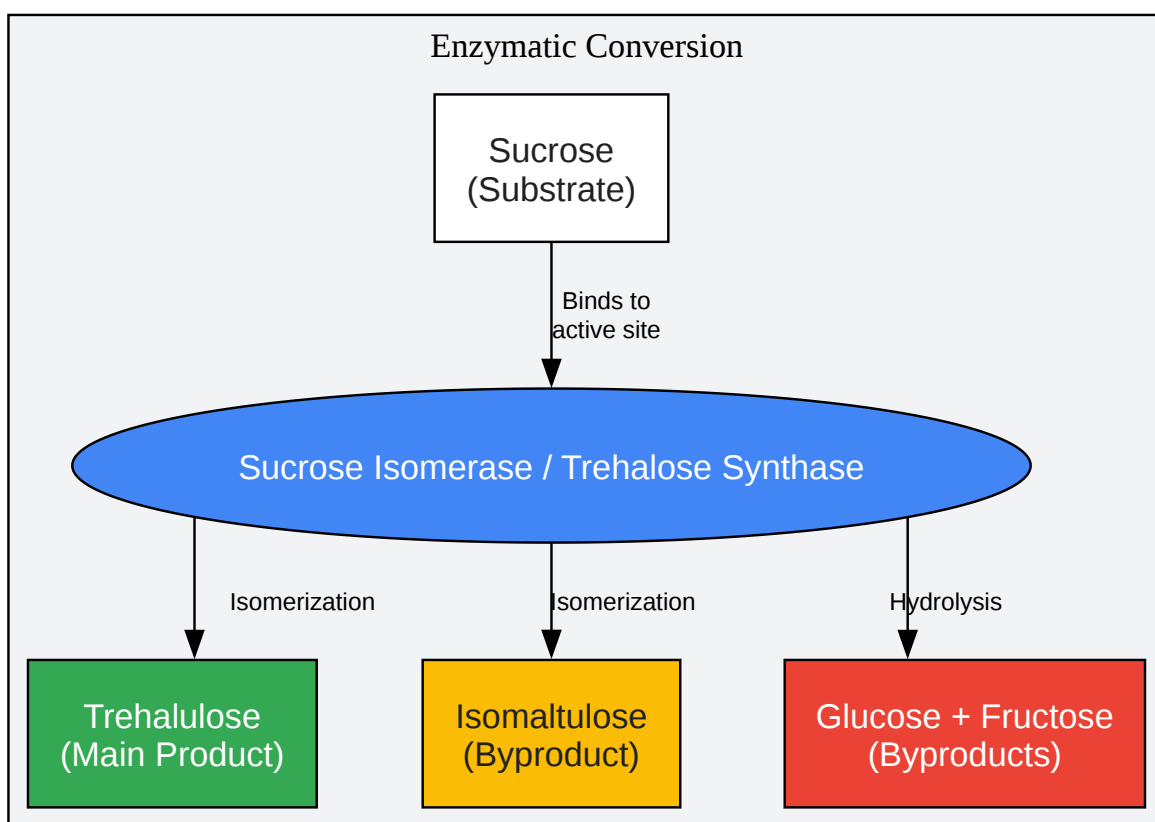 Enzymatic Conversion
Sucrose
(Substrate)
Binds to
active site
Sucrose Isomerase / Trehalose Synthase
Isomerization
Isomerization
Hydrolysis
Trehalulose
(Main Product)
Isomaltulose
(Byproduct)
Glucose + Fructose
(Byproducts)